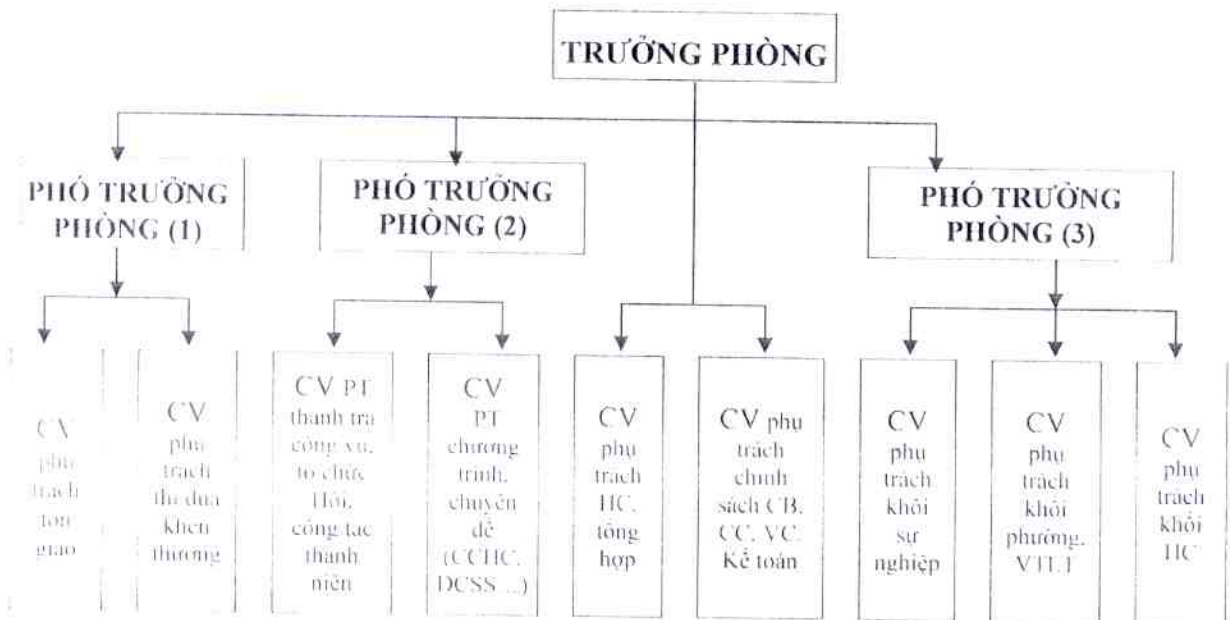 TRƯỞNG PHÒNG
PHÓ TRƯỞNG
PHÒNG (1)
PHÓ TRƯỞNG
PHÒNG (2)
PHÓ TRƯỞNG
PHÒNG (3)
CV
phụ
trách
tôn
giáo
CV
phụ
trách
thi đua
khen
thưởng
CV PT
thanh tra
công vụ,
tổ chức
Hội,
công tác
thanh
niên
CV
PT
chương
trình,
chuyên
đề
(CCHC,
DCSS ...)
CV
phụ
trách
HC,
tổng
hợp
CV phụ
trách
chính
sách CB,
CC, VC.
Kế toán
CV
phụ
trách
khối
sự
nghiệp
CV
phụ
trách
khối
phường,
VTLT
CV
phụ
trách
khối
HC